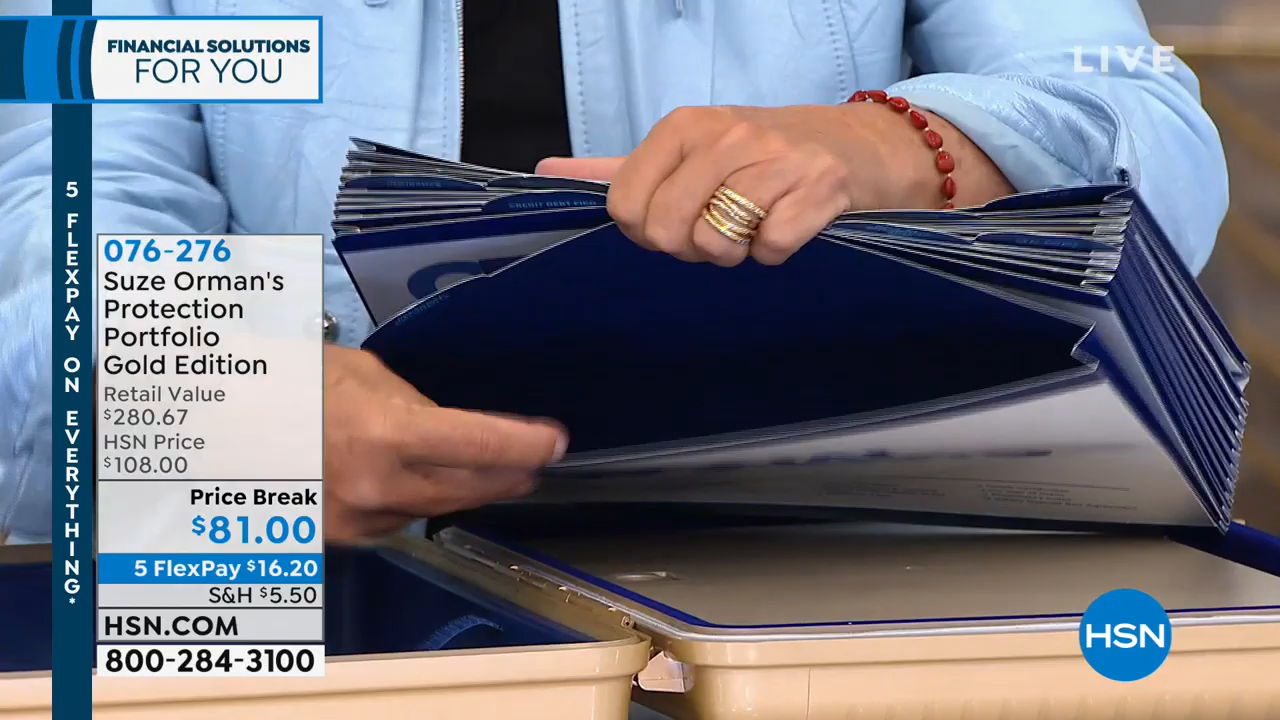 FINANCIAL SOLUTIONS
FOR YOU
LIVE
5 FLEXPAY ON EVERYTHING*
076-276
Suze Orman's
Protection
Portfolio
Gold Edition
Retail Value
$280.67
HSN Price
$108.00
Price Break
$81.00
5 FlexPay $16.20
S&H $5.50
HSN.COM
800-284-3100
CREDIT DEBT FICO
HSN